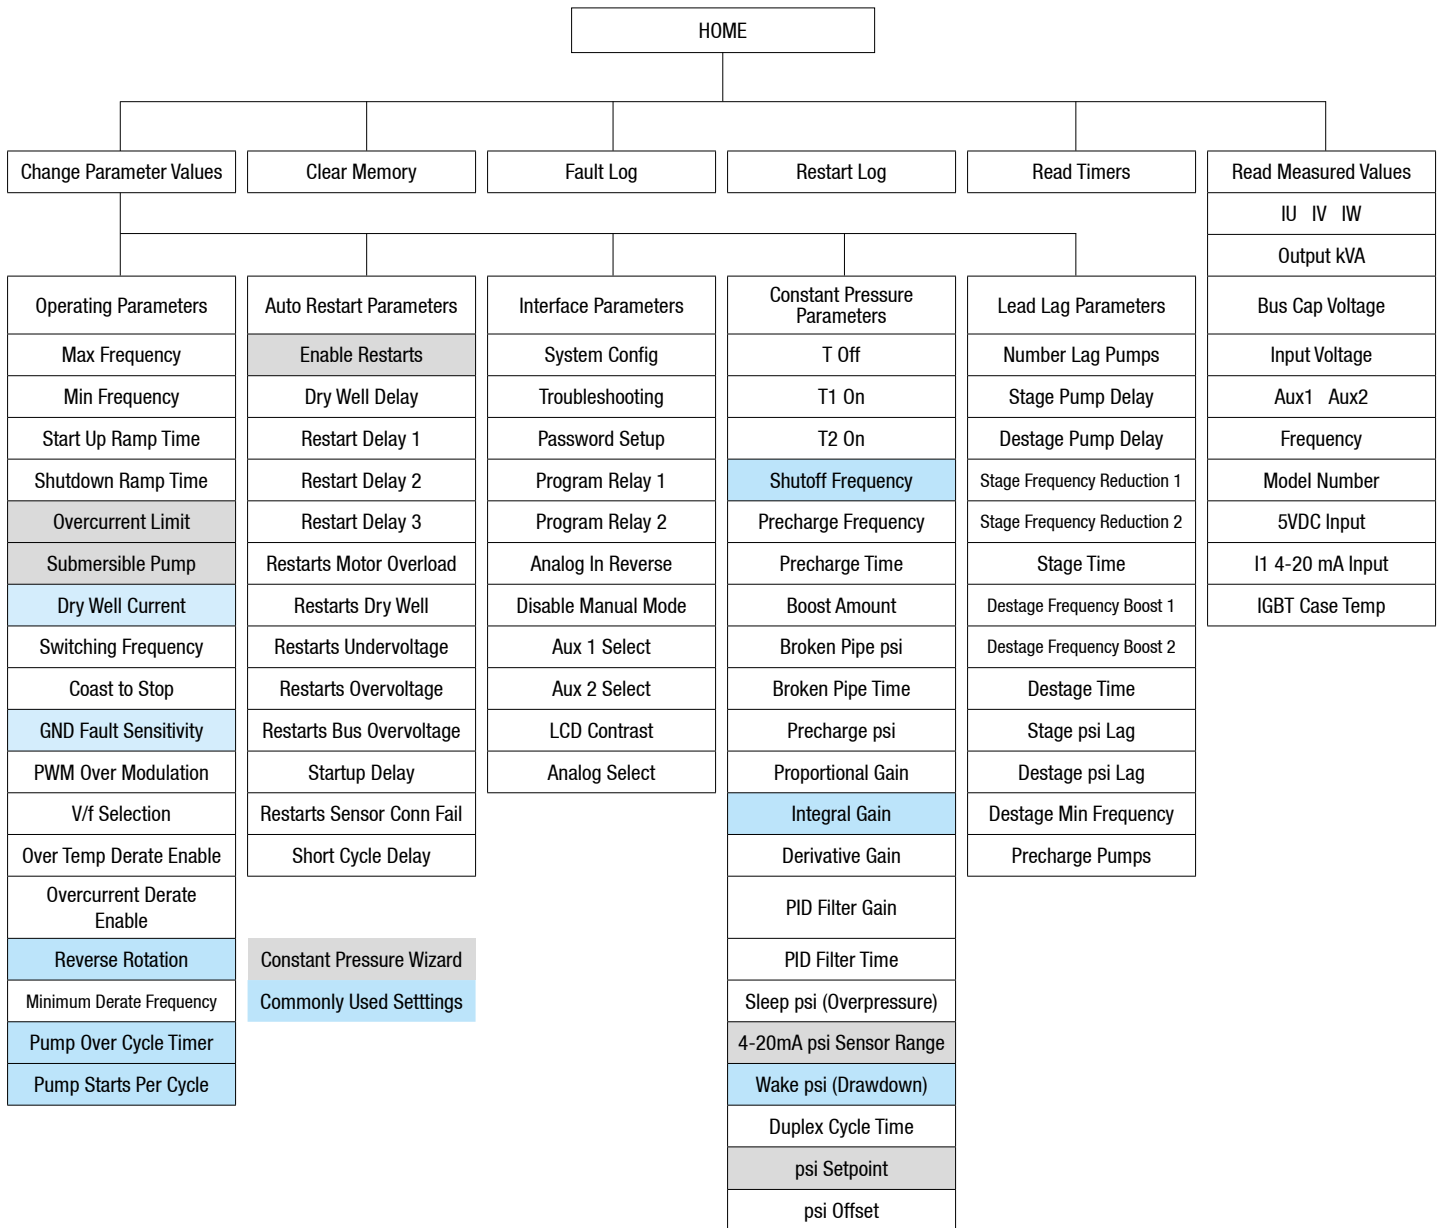 HOME
Change Parameter Values
Clear Memory
Fault Log
Restart Log
Read Timers
Read Measured Values
IU IV IW
Output kVA
Bus Cap Voltage
Input Voltage
Aux1 Aux2
Frequency
Model Number
5VDC Input
I1 4-20 mA Input
IGBT Case Temp
Operating Parameters
Max Frequency
Min Frequency
Start Up Ramp Time
Shutdown Ramp Time
Overcurrent Limit
Submersible Pump
Dry Well Current
Switching Frequency
Coast to Stop
GND Fault Sensitivity
PWM Over Modulation
V/f Selection
Over Temp Derate Enable
Overcurrent Derate
Enable
Reverse Rotation
Minimum Derate Frequency
Pump Over Cycle Timer
Pump Starts Per Cycle
Auto Restart Parameters
Enable Restarts
Dry Well Delay
Restart Delay 1
Restart Delay 2
Restart Delay 3
Restarts Motor Overload
Restarts Dry Well
Restarts Undervoltage
Restarts Overvoltage
Restarts Bus Overvoltage
Startup Delay
Restarts Sensor Conn Fail
Short Cycle Delay
Constant Pressure Wizard
Commonly Used Setttings
Interface Parameters
System Config
Troubleshooting
Password Setup
Program Relay 1
Program Relay 2
Analog In Reverse
Disable Manual Mode
Aux 1 Select
Aux 2 Select
LCD Contrast
Analog Select
Constant Pressure
Parameters
T Off
T1 On
T2 On
Shutoff Frequency
Precharge Frequency
Precharge Time
Boost Amount
Broken Pipe psi
Broken Pipe Time
Precharge psi
Proportional Gain
Integral Gain
Derivative Gain
PID Filter Gain
PID Filter Time
Sleep psi (Overpressure)
4-20mA psi Sensor Range
Wake psi (Drawdown)
Duplex Cycle Time
psi Setpoint
psi Offset
Lead Lag Parameters
Number Lag Pumps
Stage Pump Delay
Destage Pump Delay
Stage Frequency Reduction 1
Stage Frequency Reduction 2
Stage Time
Destage Frequency Boost 1
Destage Frequency Boost 2
Destage Time
Stage psi Lag
Destage psi Lag
Destage Min Frequency
Precharge Pumps